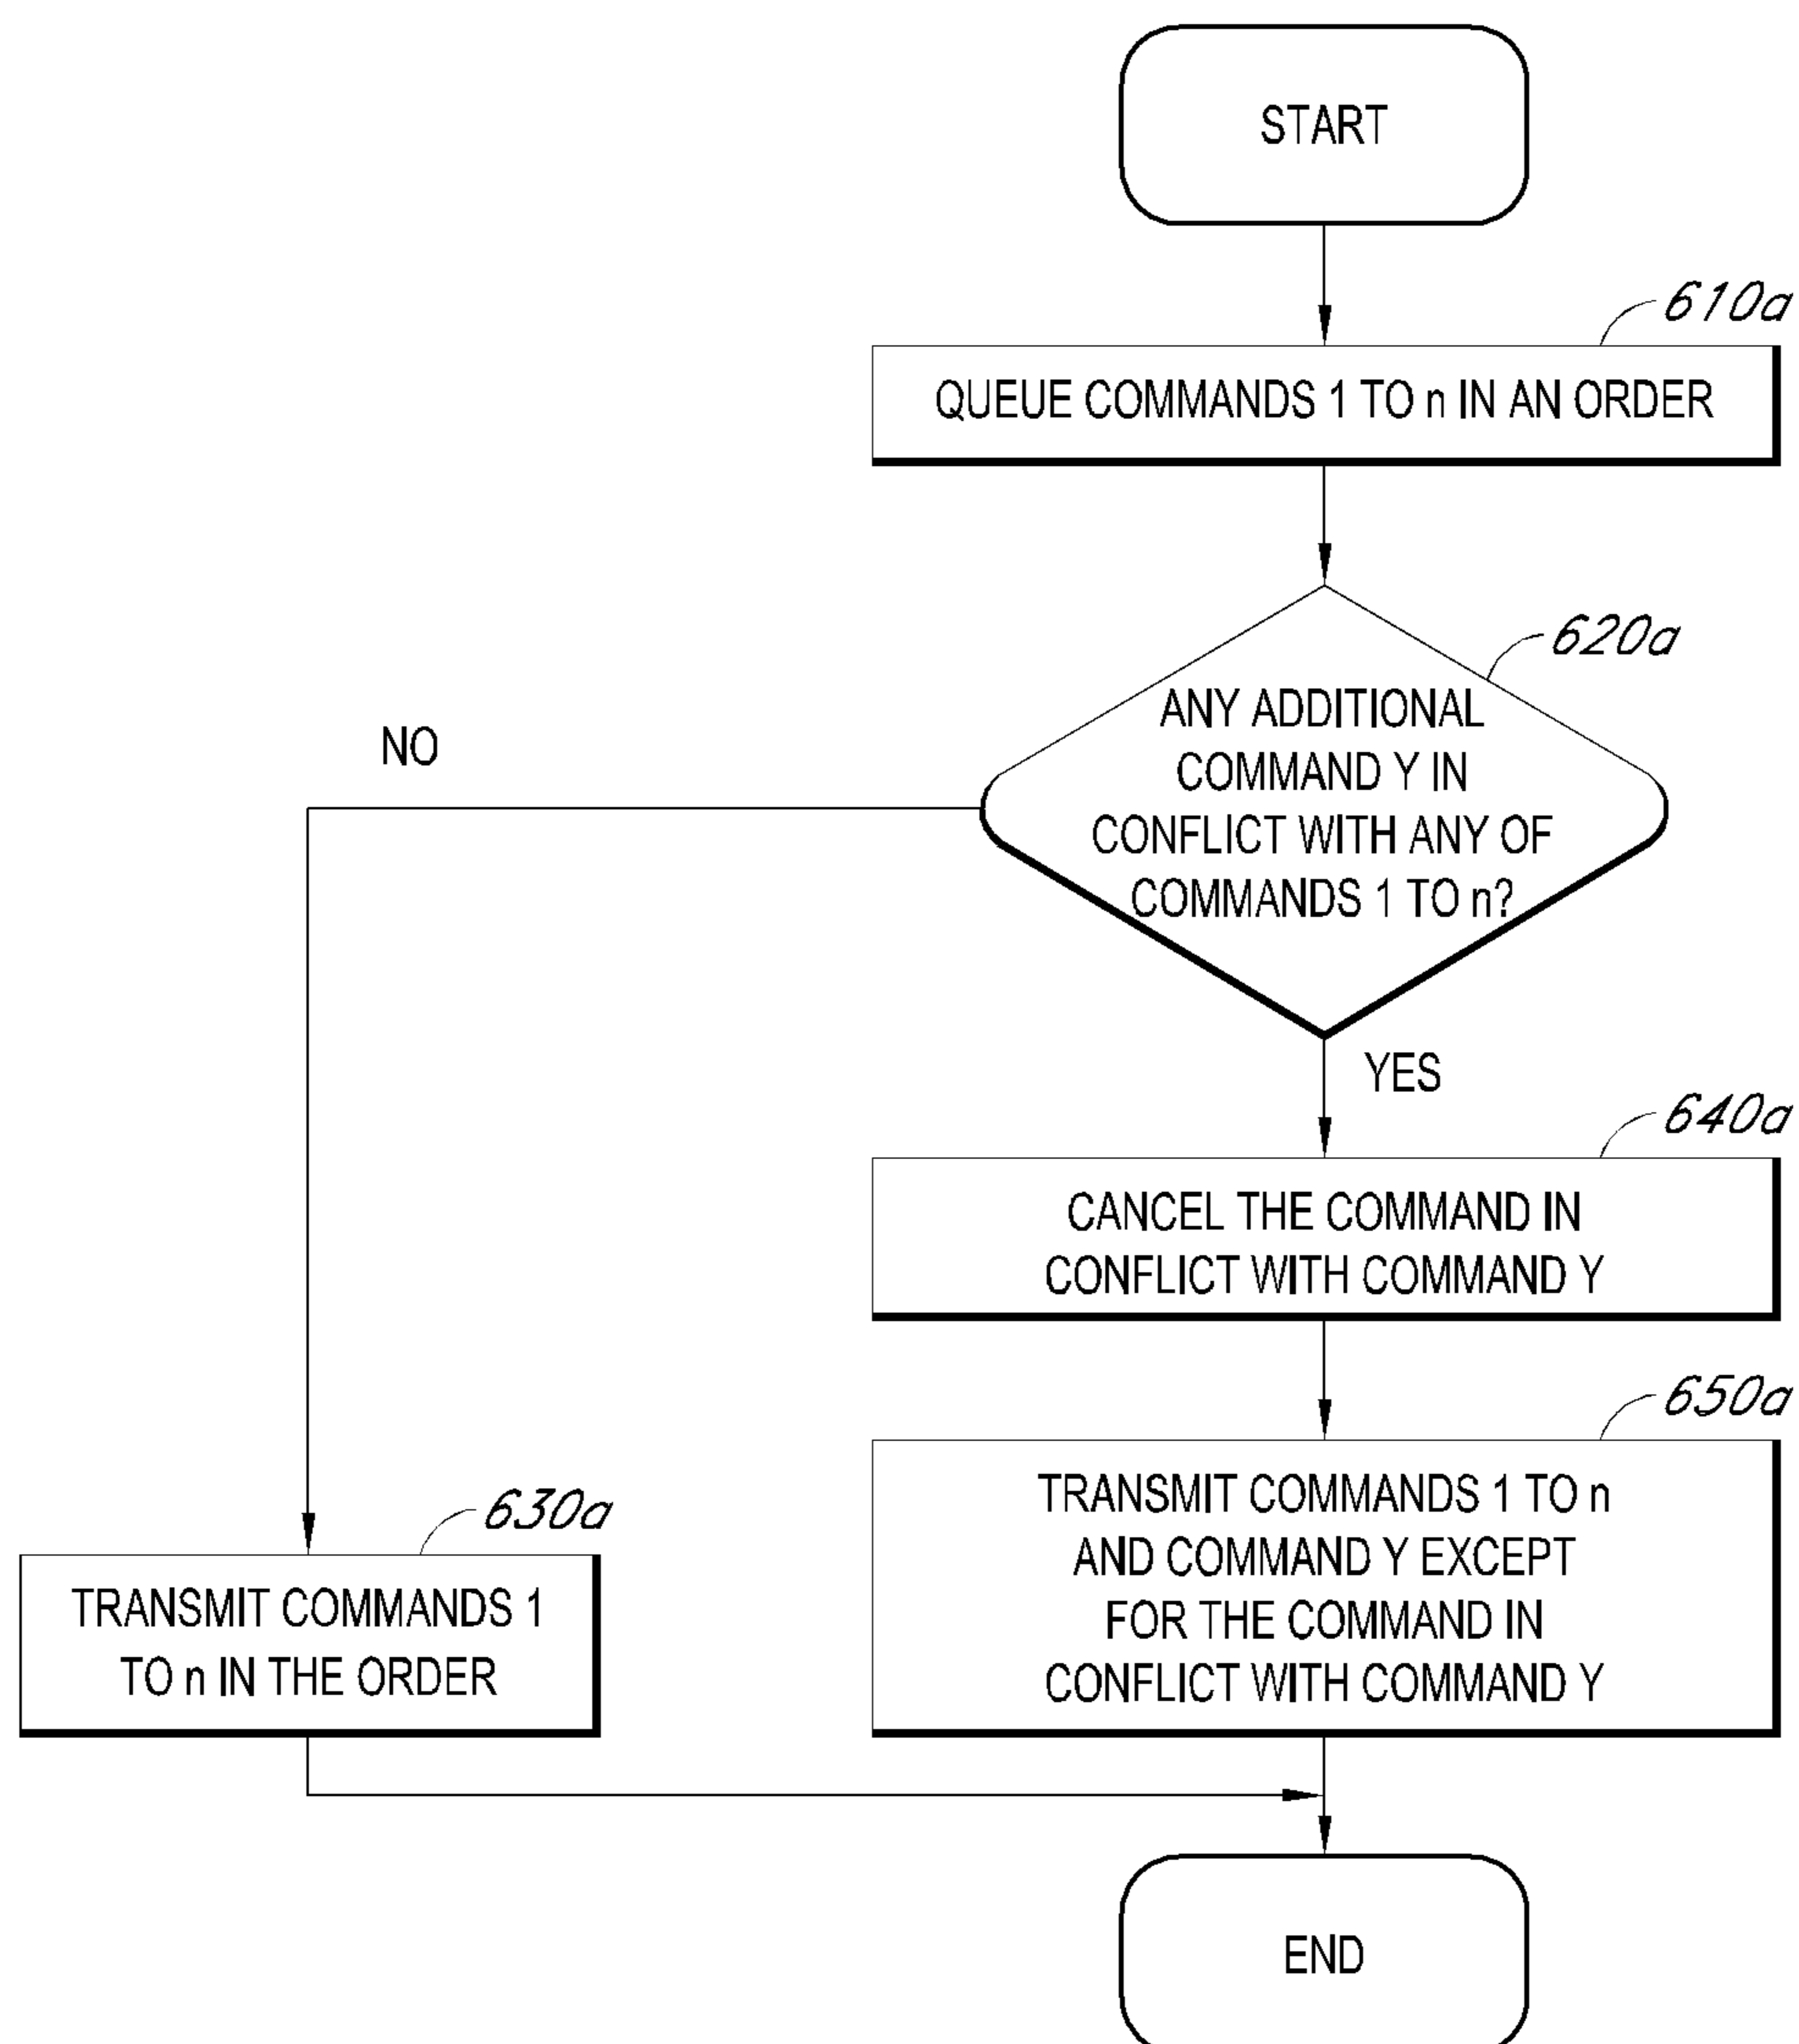 START
610a
QUEUE COMMANDS 1 TO n IN AN ORDER
620a
ANY ADDITIONAL
COMMAND Y IN
CONFLICT WITH ANY OF
COMMANDS 1 TO n?
NO
YES
640a
CANCEL THE COMMAND IN
CONFLICT WITH COMMAND Y
650a
TRANSMIT COMMANDS 1 TO n
AND COMMAND Y EXCEPT
FOR THE COMMAND IN
CONFLICT WITH COMMAND Y
630a
TRANSMIT COMMANDS 1
TO n IN THE ORDER
END